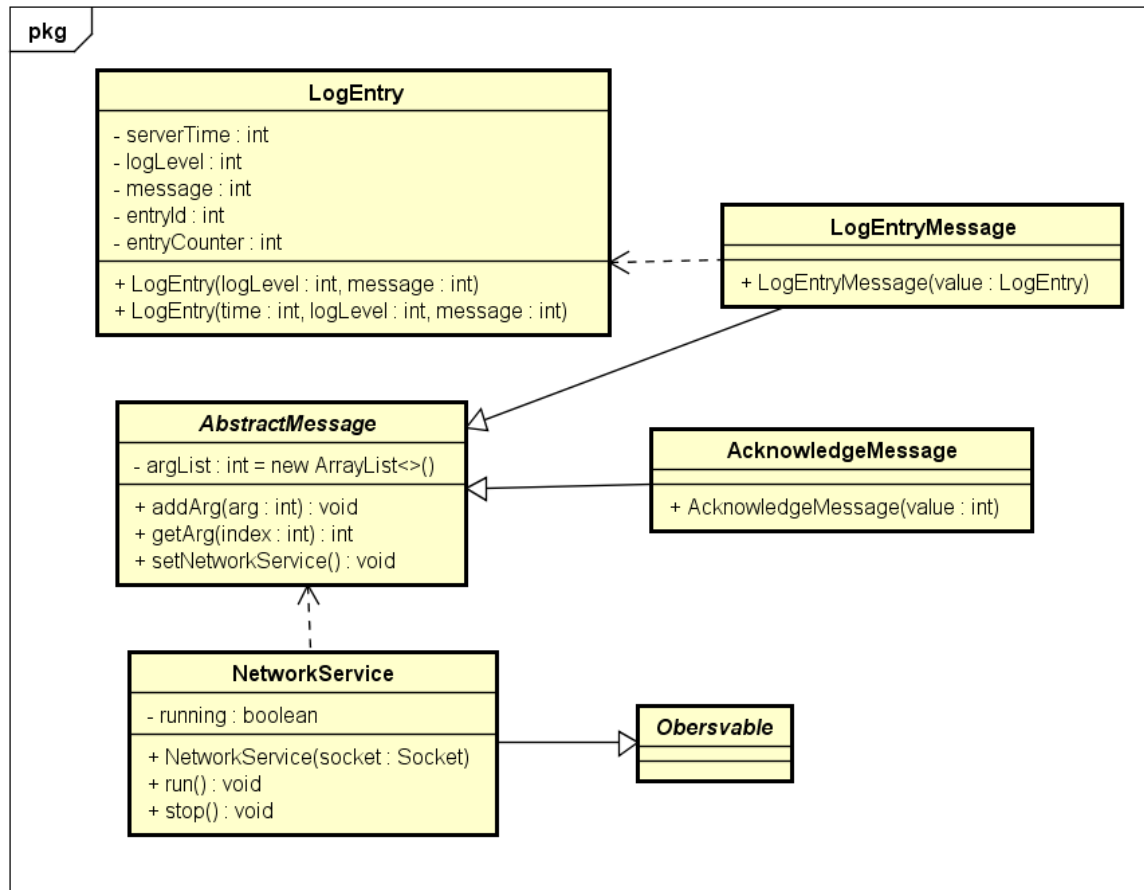 pkg
LogEntry
- serverTime : int
- logLevel : int
- message : int
- entryId : int
- entryCounter : int
+ LogEntry(logLevel : int, message : int)
+ LogEntry(time : int, logLevel : int, message : int)
LogEntryMessage
+ LogEntryMessage(value : LogEntry)
AbstractMessage
- argList : int = new ArrayList<>()
+ addArg(arg : int) : void
+ getArg(index : int) : int
+ setNetworkService() : void
AcknowledgeMessage
+ AcknowledgeMessage(value : int)
NetworkService
- running : boolean
+ NetworkService(socket : Socket)
+ run() : void
+ stop() : void
Obersvable